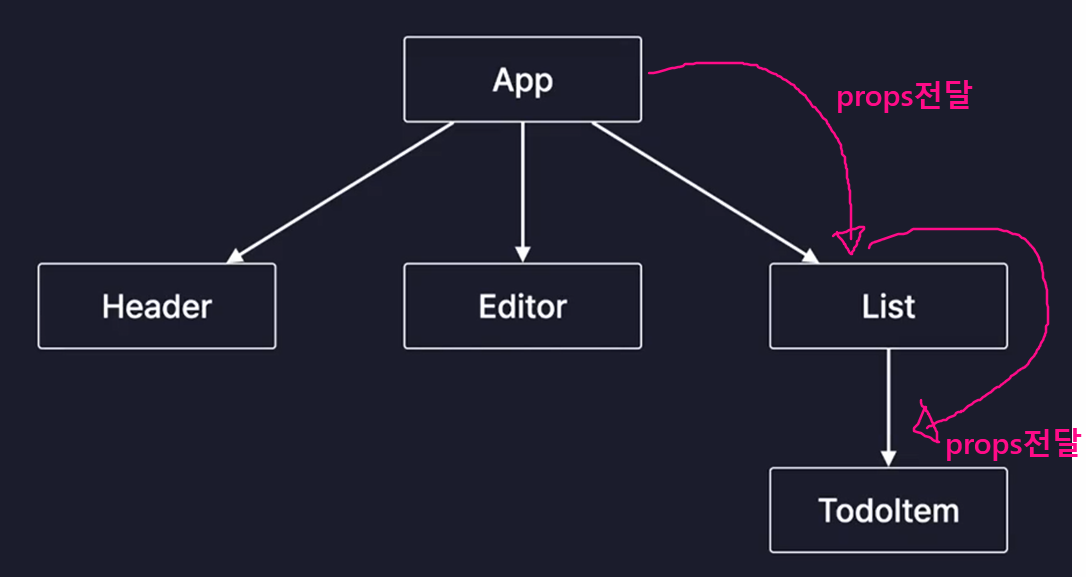 App
props전달
Header
Editor
List
props전달
TodoItem